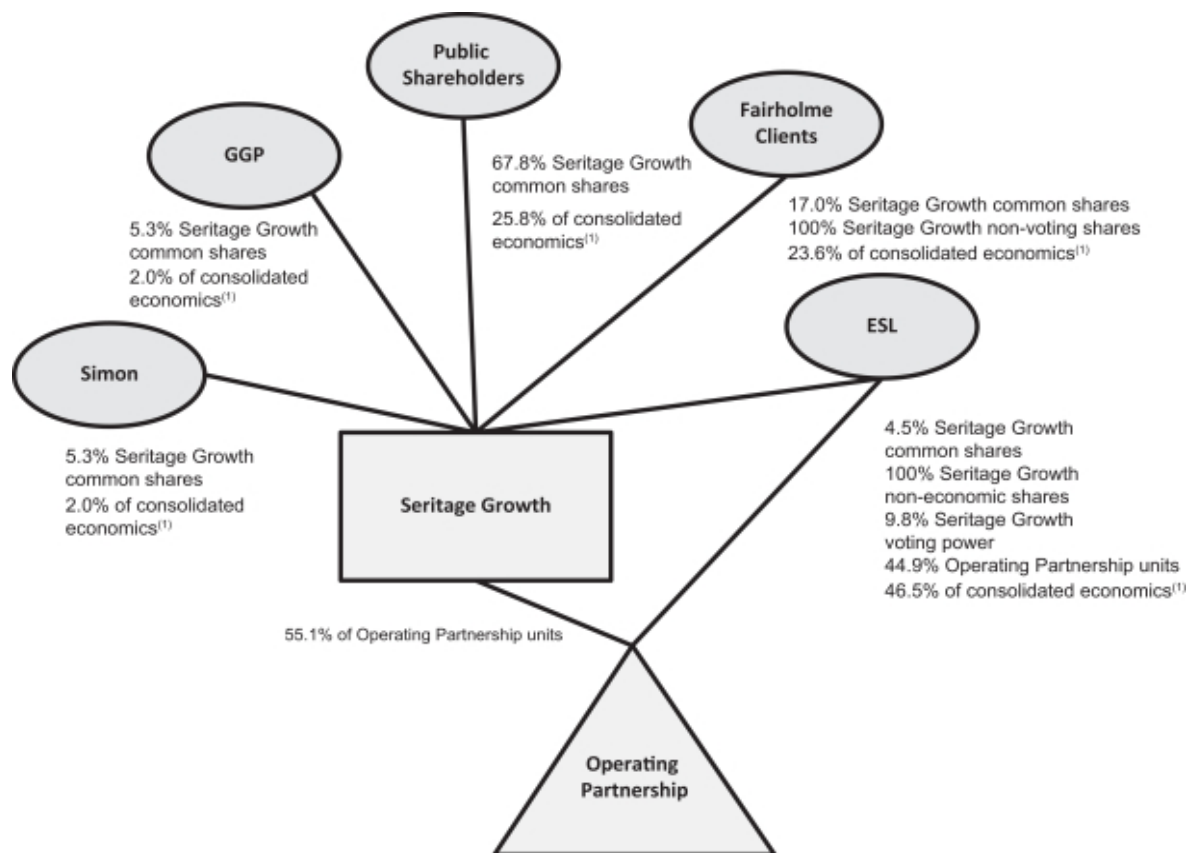 Public
Shareholders
Fairholme
Clients
GGP
67.8% Seritage Growth
common shares
25.8% of consolidated
economics(1)
17.0% Seritage Growth common shares
100% Seritage Growth non-voting shares
23.6% of consolidated economics(1)
5.3% Seritage Growth
common shares
2.0% of consolidated
economics(1)
ESL
Simon
4.5% Seritage Growth
common shares
100% Seritage Growth
non-economic shares
9.8% Seritage Growth
voting power
44.9% Operating Partnership units
46.5% of consolidated economics(1)
5.3% Seritage Growth
common shares
2.0% of consolidated
economics(1)
Seritage Growth
55.1% of Operating Partnership units
Operating
Partnership